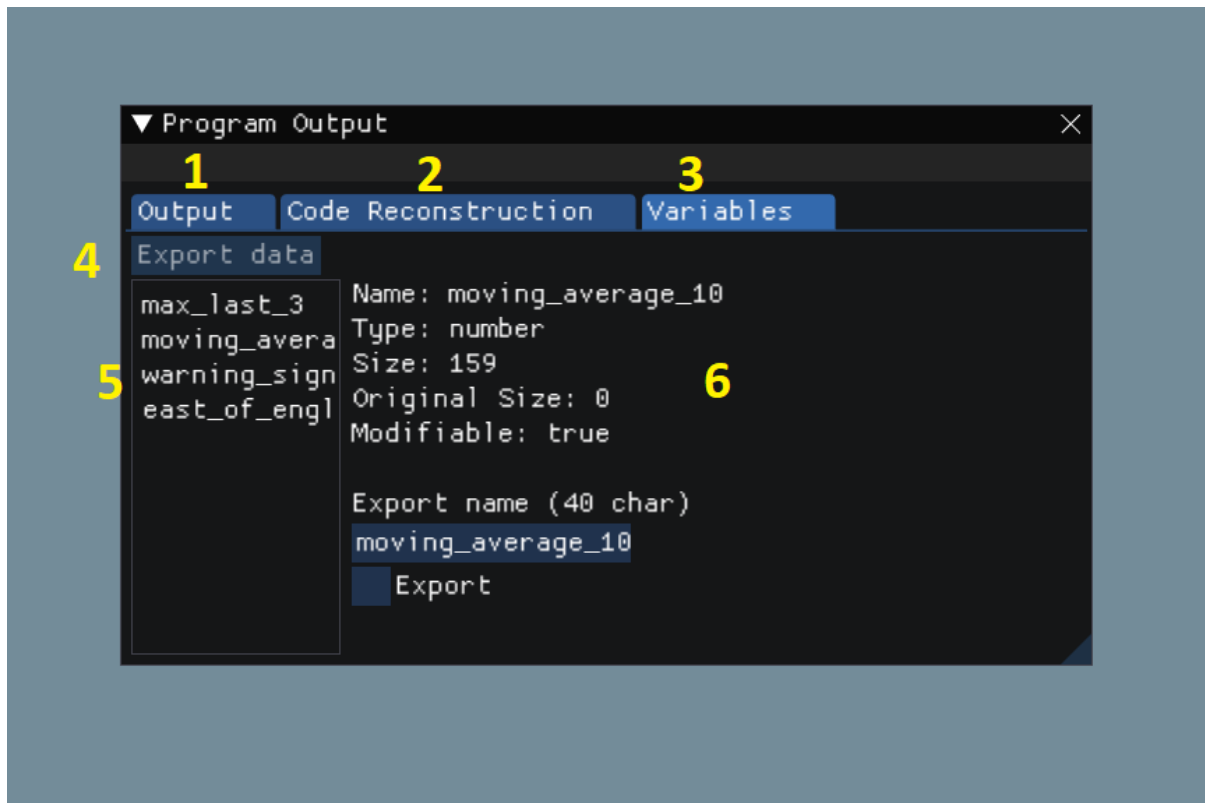 Program Output
1 2 3
Output Code Reconstruction Variables
4 Export data
max_last_3
moving_avera
5 warning_sign
east_of_engl
Name: moving_average_10
Type: number
Size: 159
6
Original Size: 0
Modifiable: true
Export name (40 char)
moving_average_10
Export